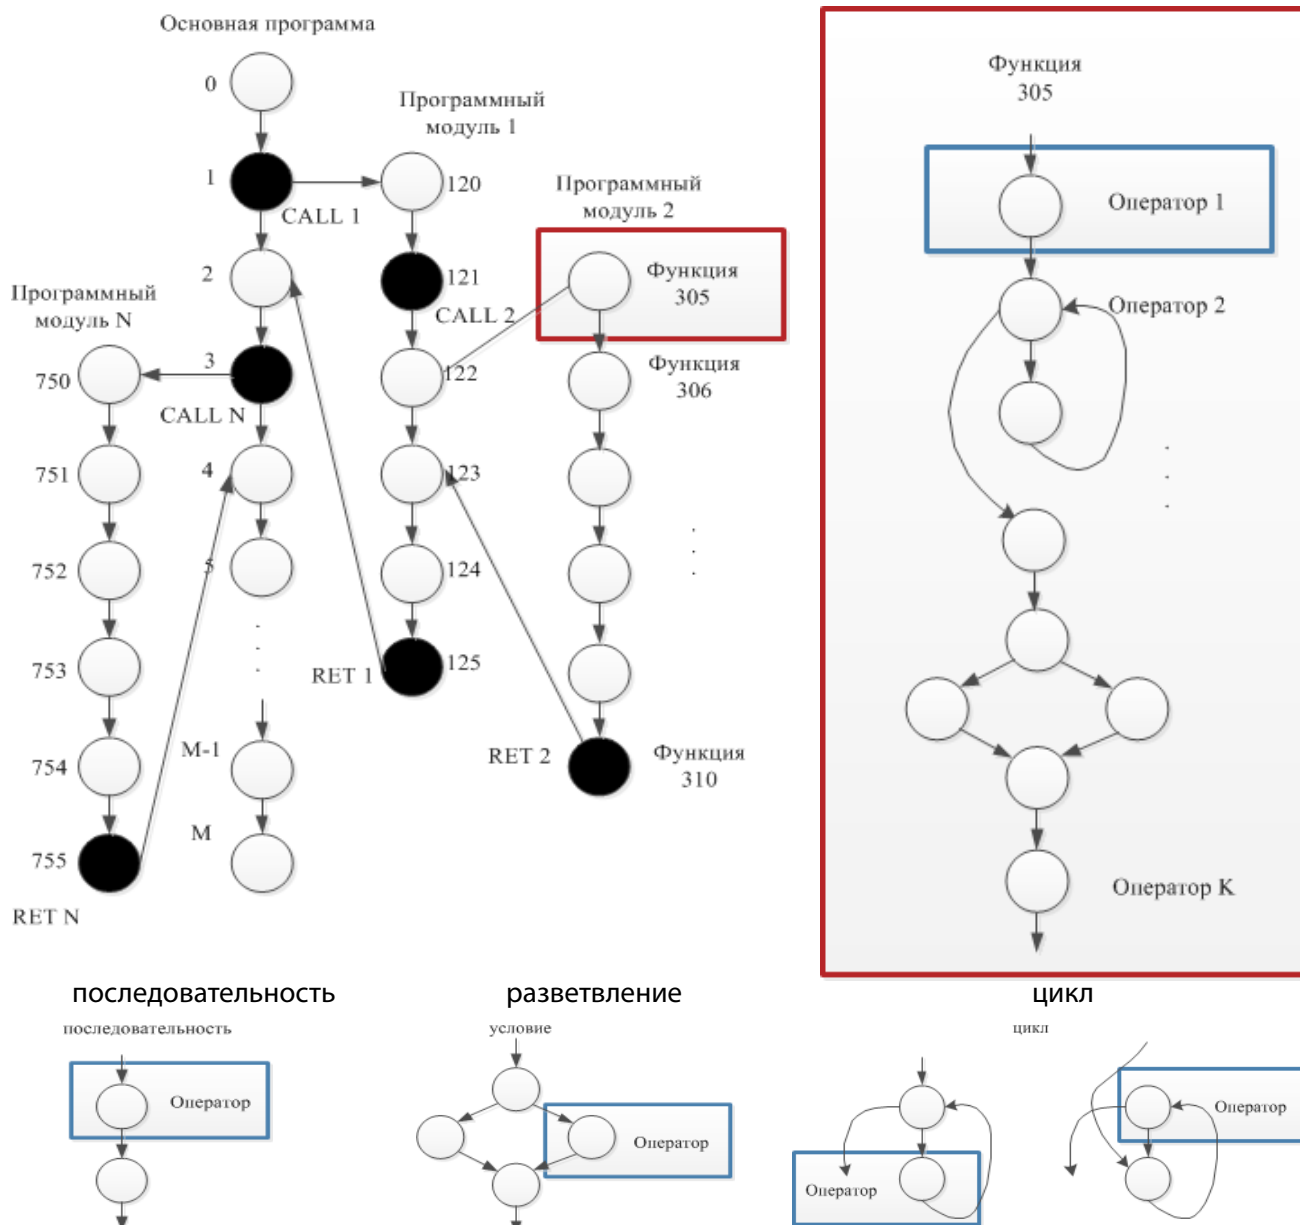 Основная программа
0
1
CALL 1
2
3
CALL N
4
5
M-1
M
Программный
модуль 1
120
121
CALL 2
122
123
124
125
RET 1
Программный
модуль 2
Функция
305
Функция
306
RET 2
Функция
310
Программный
модуль N
750
751
752
753
754
755
RET N
Функция
305
Оператор 1
Оператор 2
Оператор K
последовательность
последовательность
Оператор
разветвление
условие
Оператор
цикл
цикл
Оператор
Оператор